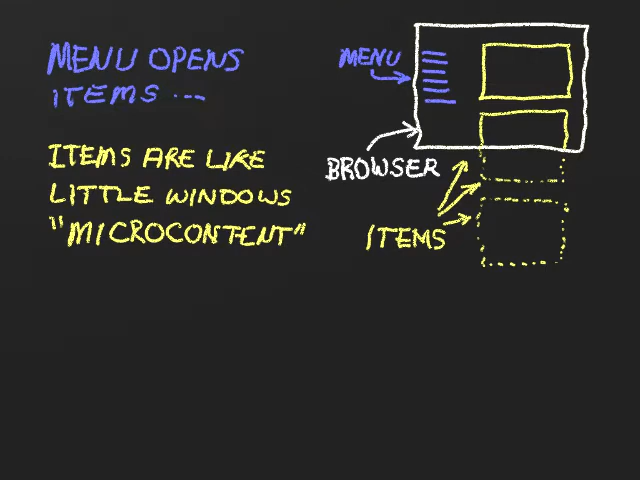 MENU OPENS
ITEMS ---
ITEMS ARE LIKE
LITTLE WINDOWS
"MICROCONTENT"
MENU
BROWSER
ITEMS